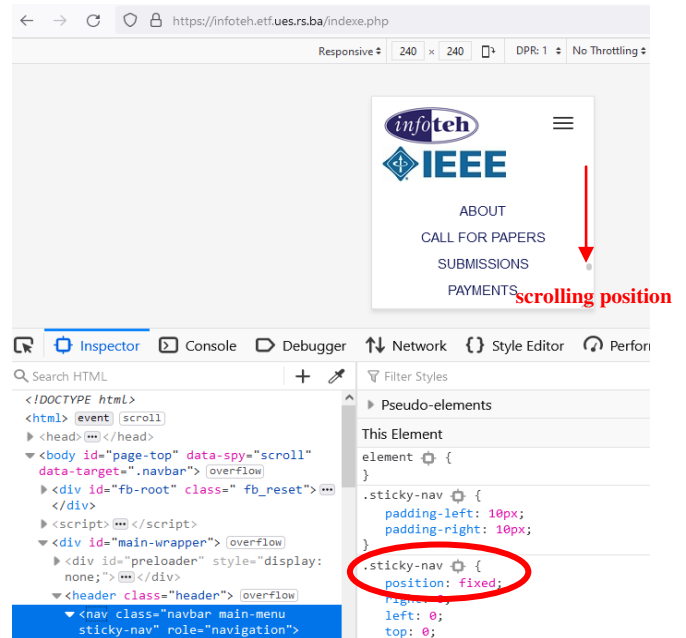 https://infoteh.etf.ues.rs.ba/indexe.php
Responsive 240 × 240 DPR: 1 No Throttling
infoteh
IEEE
ABOUT
CALL FOR PAPERS
SUBMISSIONS
PAYMENTS
scrolling position
Inspector Console Debugger Network {} Style Editor Perfor
Search HTML + Filter Styles
<!DOCTYPE html>
<html> event scroll
<head> ••• </head>
<body id="page-top" data-spy="scroll"
data-target=".navbar"> overflow
<div id="fb-root" class=" fb_reset"> •••
</div>
<script> ••• </script>
<div id="main-wrapper"> overflow
<div id="preloader" style="display:
none;"> ••• </div>
<header class="header"> overflow
<nav class="navbar main-menu
sticky-nav" role="navigation">
Pseudo-elements
This Element
element {
}
.sticky-nav {
padding-left: 10px;
padding-right: 10px;
}
.sticky-nav {
position: fixed;
right: 0;
left: 0;
top: 0;